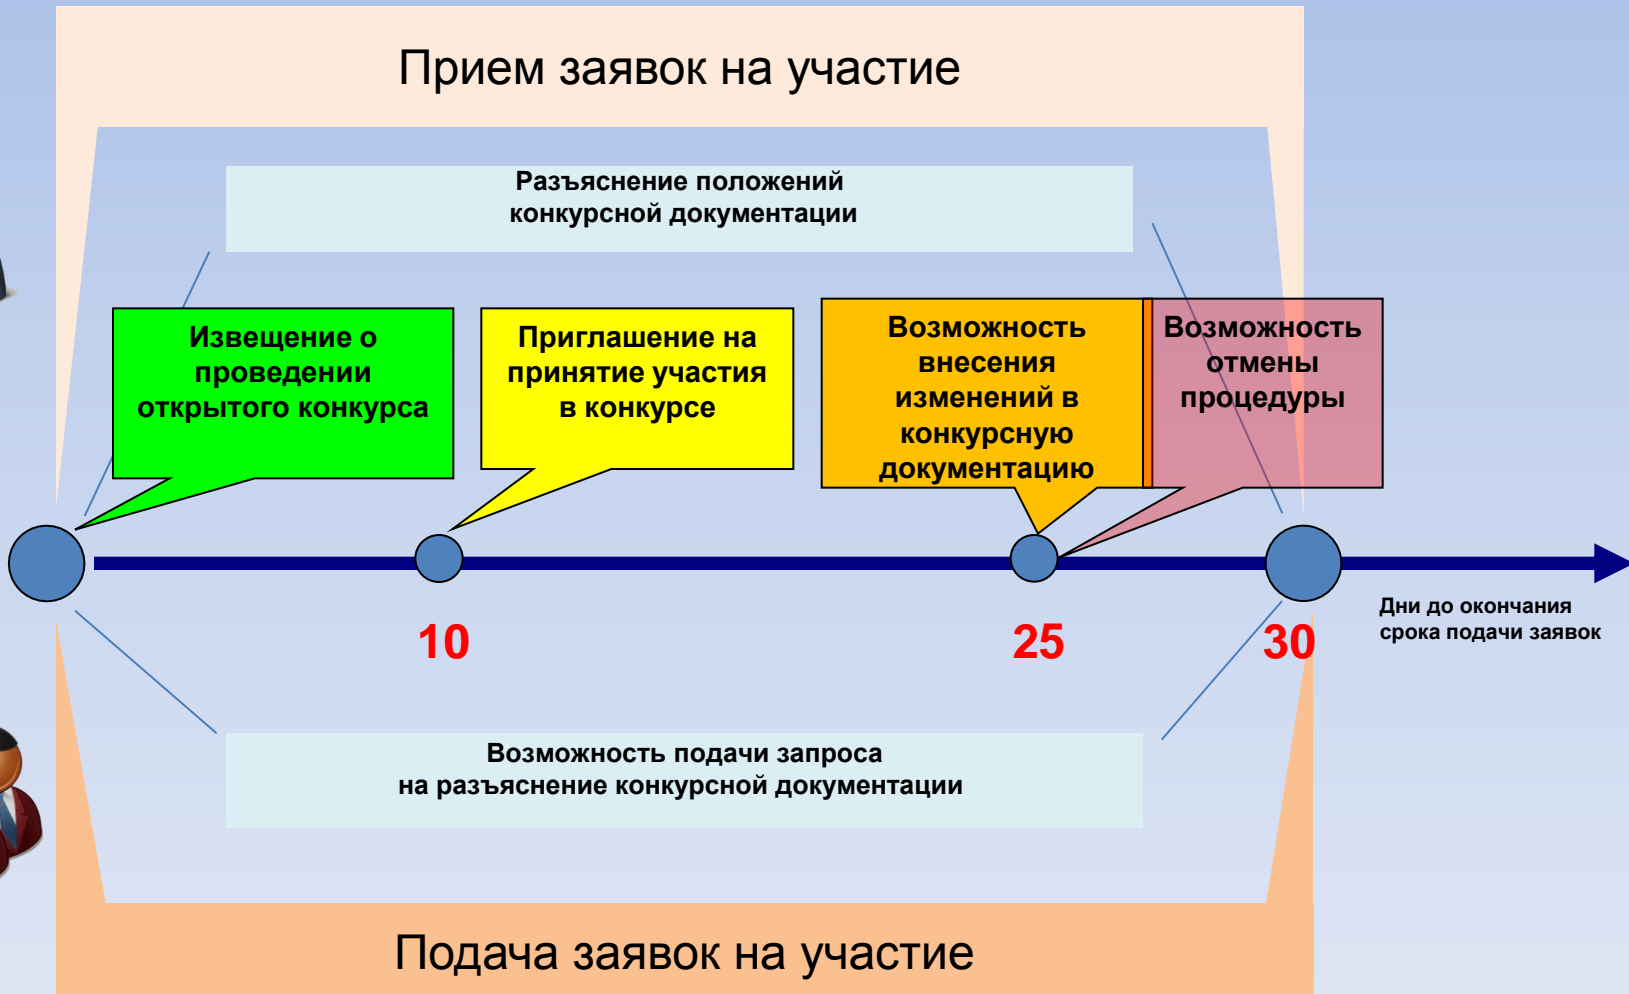 Прием заявок на участие
Разъяснение положений
конкурсной документации
Извещение о
проведении
открытого конкурса
Приглашение на
принятие участия
в конкурсе
Возможность
внесения
изменений в
конкурсную
документацию
Возможность
отмены
процедуры
10
25
30
Дни до окончания
срока подачи заявок
Возможность подачи запроса
на разъяснение конкурсной документации
Подача заявок на участие